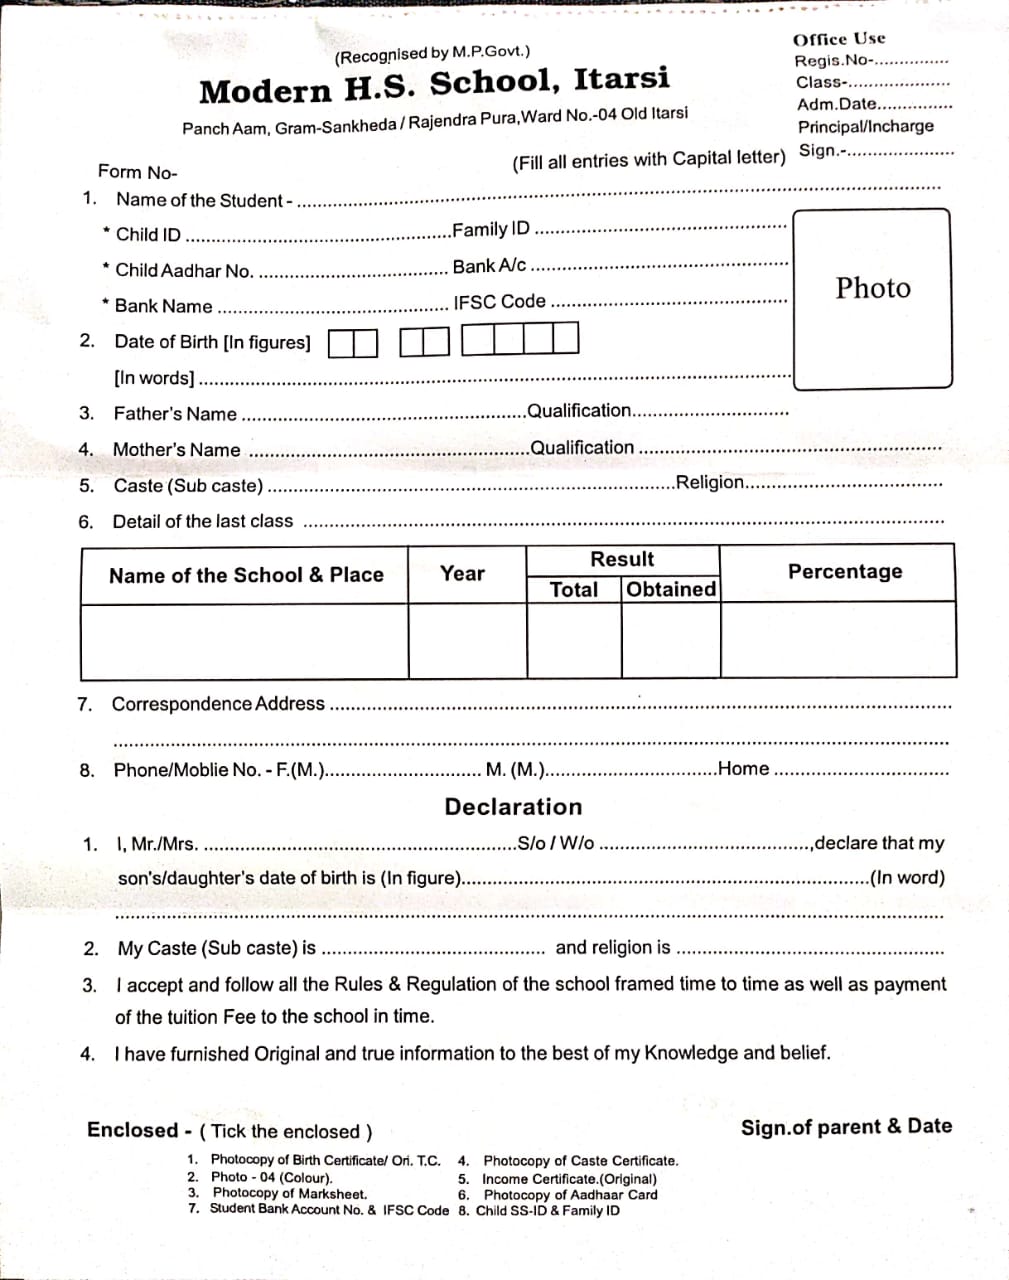 (Recognised by M.P.Govt.)
Modern H.S. School, Itarsi
Panch Aam, Gram-Sankheda / Rajendra Pura,Ward No.-04 Old Itarsi
Office Use
Regis.No-...............
Class-....................
Adm.Date...............
Principal/Incharge
Sign.-.....................
Form No-
(Fill all entries with Capital letter)
1. Name of the Student - ........................................
* Child ID ........................................Family ID ........................................
* Child Aadhar No. ........................................ Bank A/c ........................................
* Bank Name ........................................ IFSC Code ........................................
Photo
2. Date of Birth [In figures]
[In words] ........................................
3. Father's Name ........................................Qualification..............................
4. Mother's Name ........................................Qualification ........................................
5. Caste (Sub caste) ........................................Religion........................................
6. Detail of the last class ........................................
Name of the School & Place Year Result Percentage
Total Obtained
7. Correspondence Address ........................................
........................................
8. Phone/Moblie No. - F.(M.).............................. M. (M.)..............................Home ..............................
Declaration
1. I, Mr./Mrs. ........................................S/o / W/o ........................................,declare that my
son's/daughter's date of birth is (In figure)........................................(In word)
........................................
2. My Caste (Sub caste) is ........................................ and religion is ........................................
3. I accept and follow all the Rules & Regulation of the school framed time to time as well as payment
of the tuition Fee to the school in time.
4. I have furnished Original and true information to the best of my Knowledge and belief.
Enclosed - ( Tick the enclosed )
Sign.of parent & Date
1. Photocopy of Birth Certificate/ Ori. T.C. 4. Photocopy of Caste Certificate.
2. Photo - 04 (Colour). 5. Income Certificate.(Original)
3. Photocopy of Marksheet. 6. Photocopy of Aadhaar Card
7. Student Bank Account No. & IFSC Code 8. Child SS-ID & Family ID